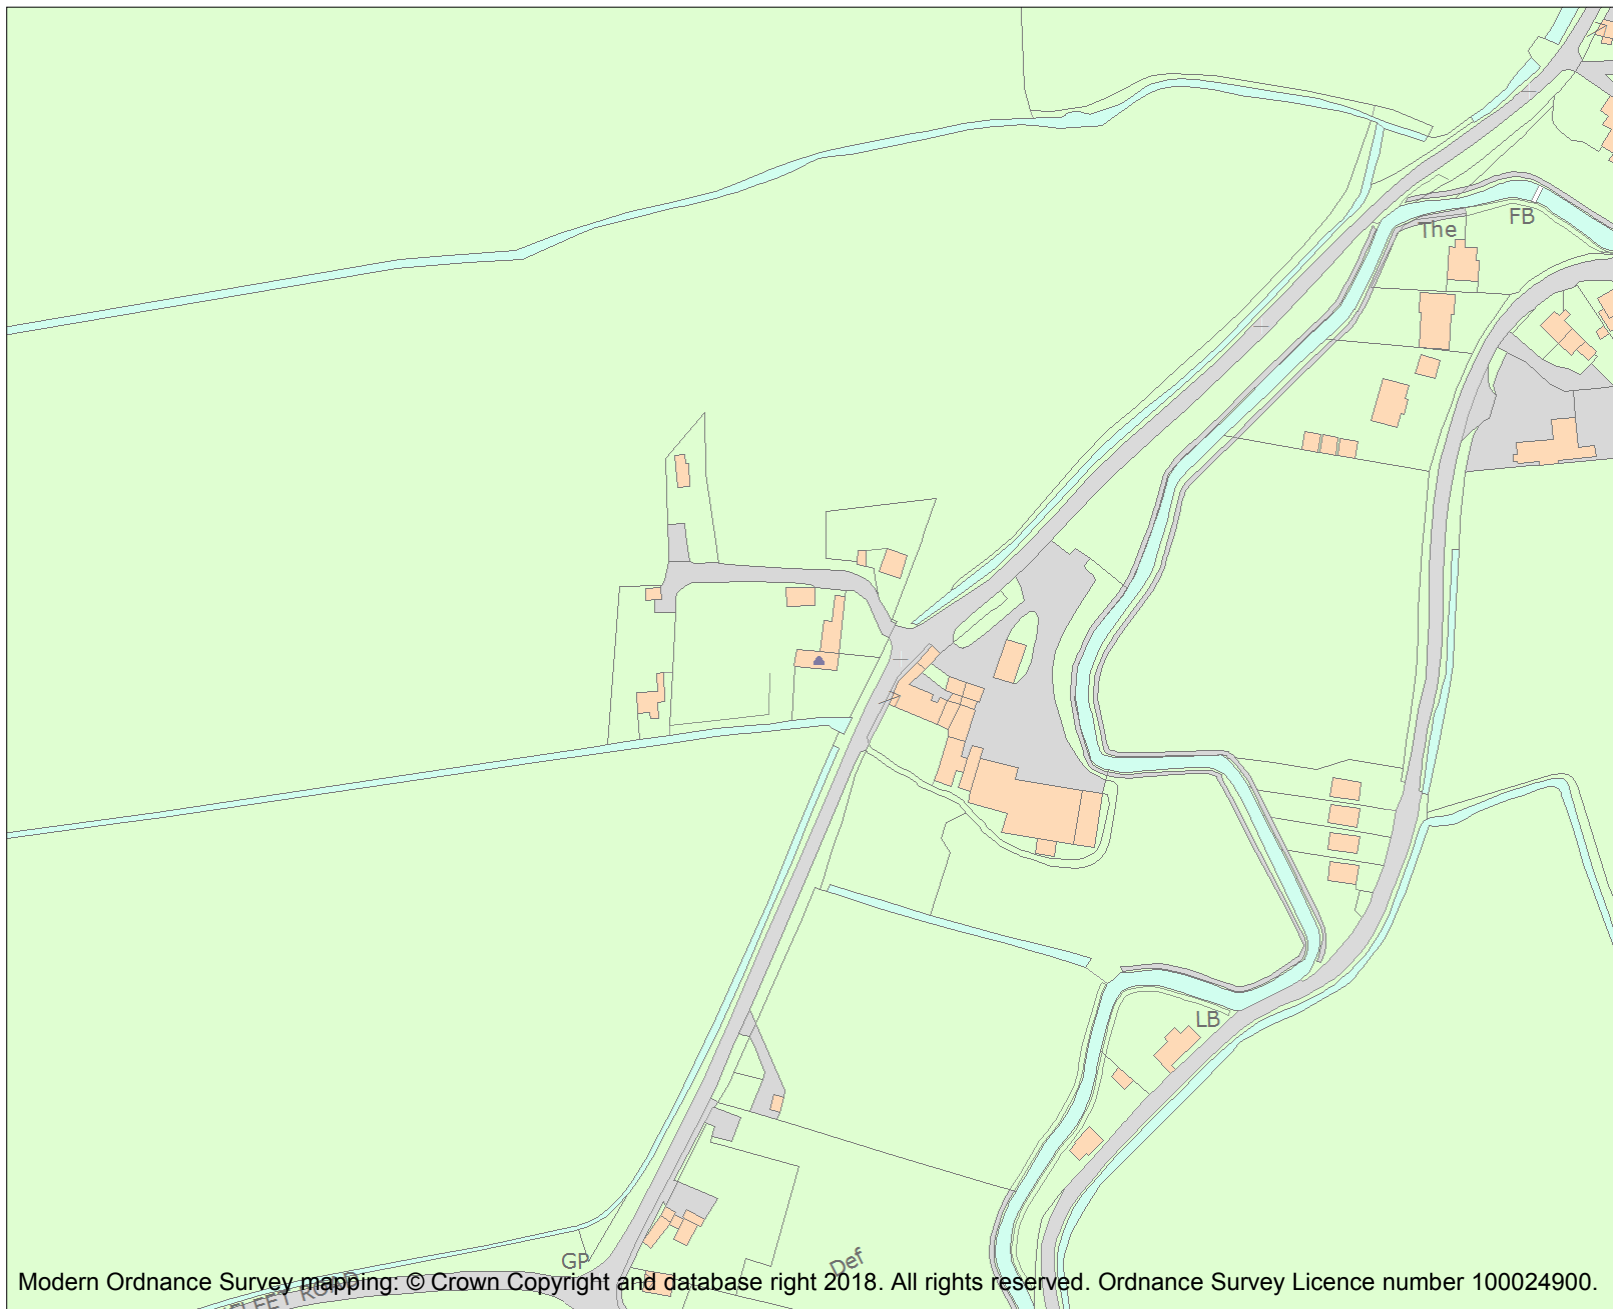 FB
The
LB
Def
GP
Modern Ordnance Survey mapping: © Crown Copyright and database right 2018. All rights reserved. Ordnance Survey Licence number 100024900.